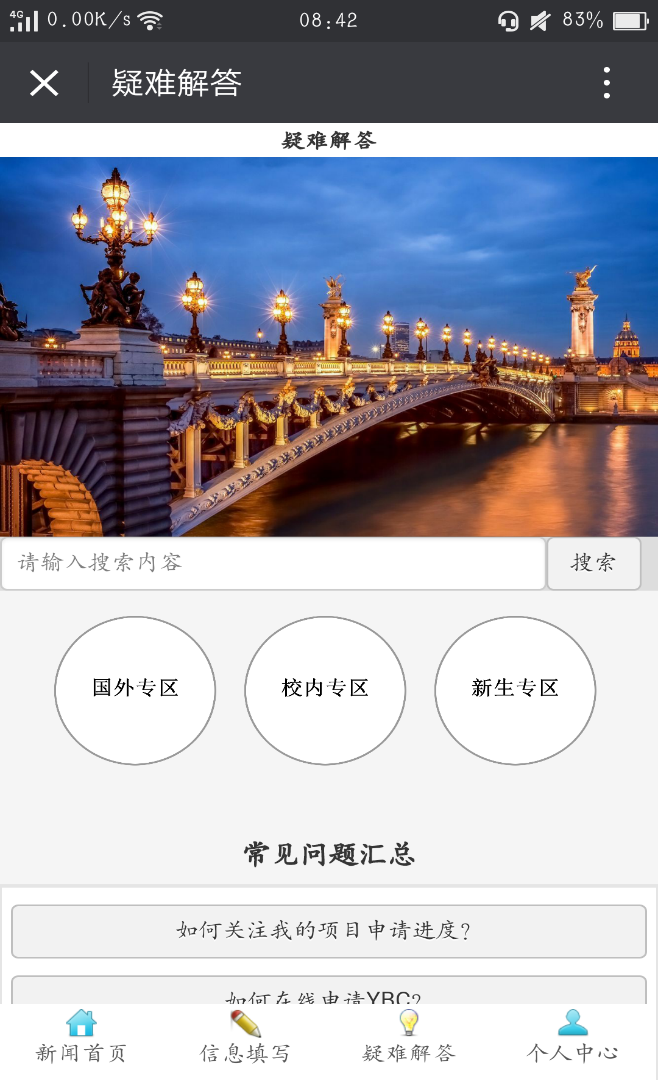 4G 0.00K/s 08:42 83%
疑难解答
疑难解答
请输入搜索内容 搜索
国外专区 校内专区 新生专区
常见问题汇总
如何关注我的项目申请进度?
如何在线申请YBC?
新闻首页 信息填写 疑难解答 个人中心